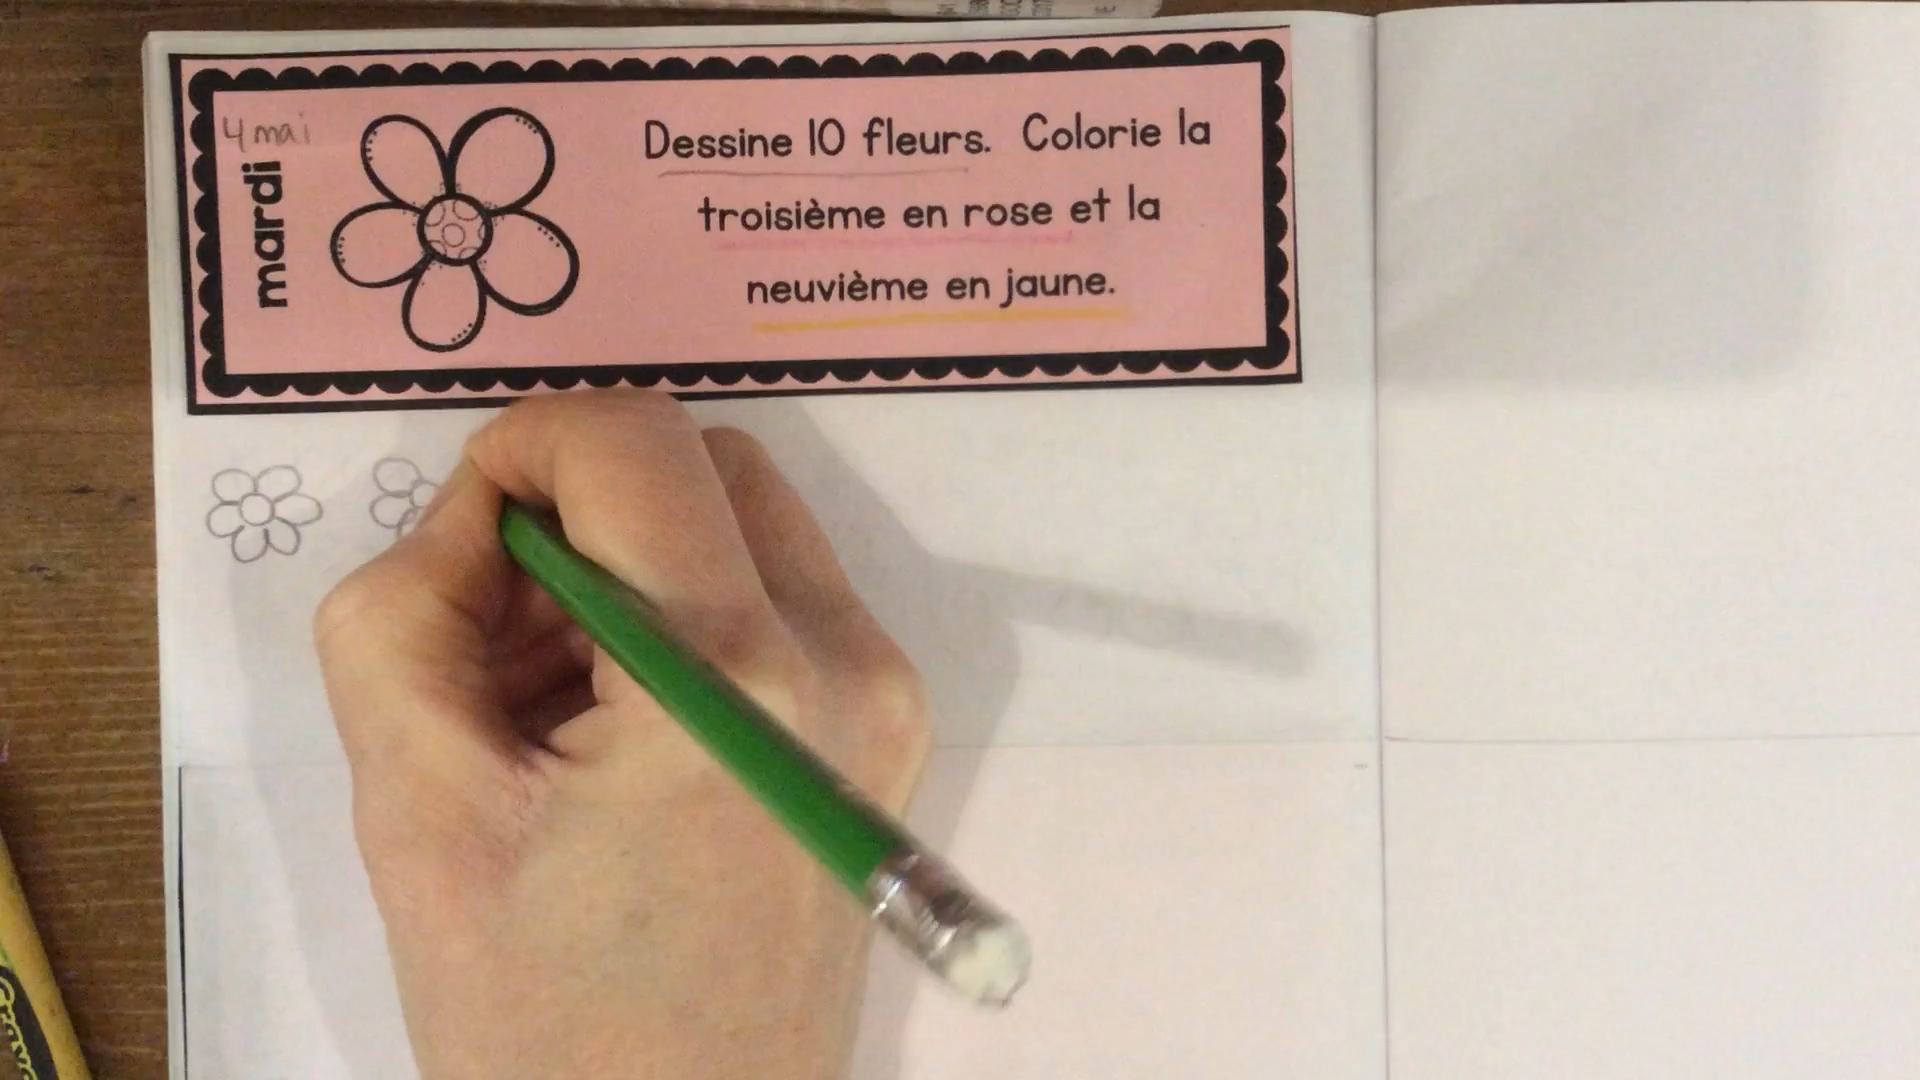 4 mai
mardi
Dessine 10 fleurs. Colorie la
troisième en rose et la
neuvième en jaune.